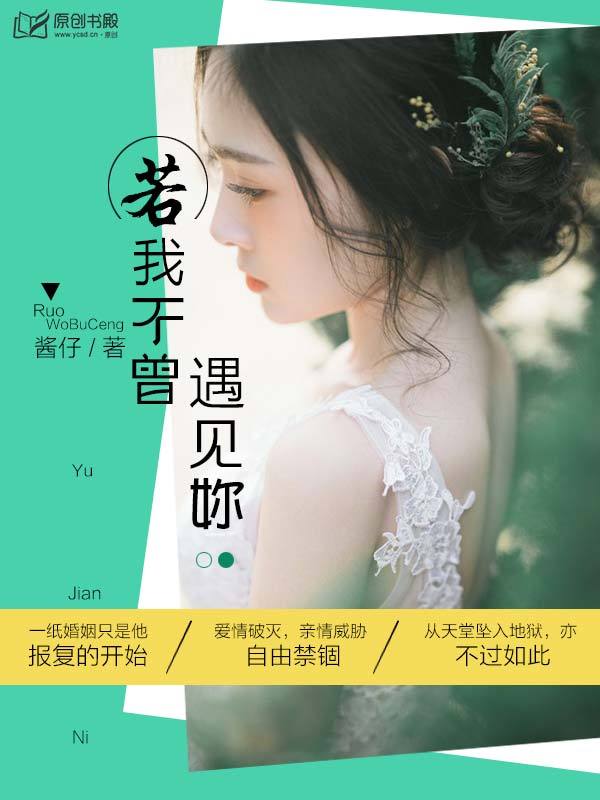 原创书殿
www.ycsd.cn · 原创
若我不曾
遇见妳
Ruo
WoBuCeng
酱仔 / 著
Yu
Jian
Ni
一纸婚姻只是他
报复的开始
爱情破灭，亲情威胁
自由禁锢
从天堂坠入地狱，亦
不过如此